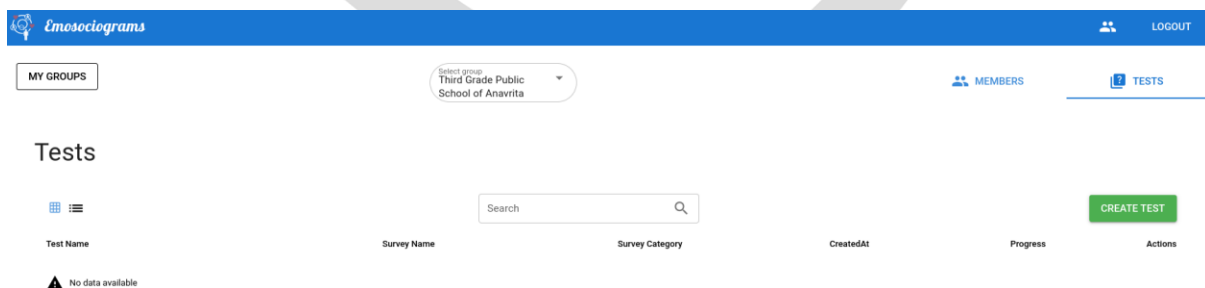 Emosociograms LOGOUT
MY GROUPS
Select group
Third Grade Public
School of Anavrita
MEMBERS
TESTS
Tests
Search
CREATE TEST
Test Name Survey Name Survey Category CreatedAt Progress Actions
No data available